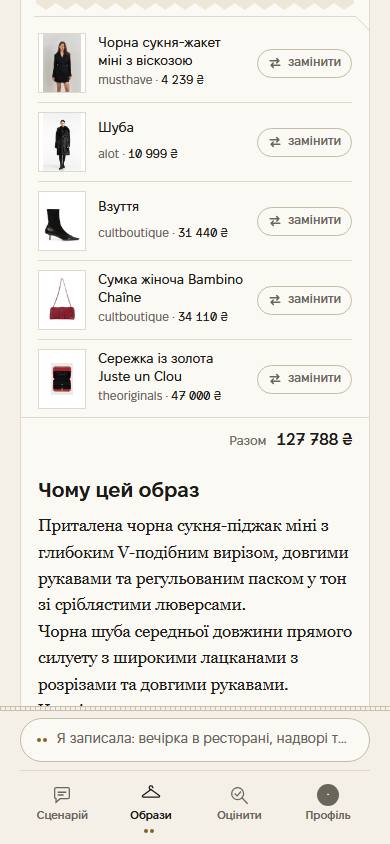 Чорна сукня-жакет
міні з віскозою
musthave · 4 239 ₴
замінити
Шуба
alot · 10 999 ₴
замінити
Взуття
cultboutique · 31 440 ₴
замінити
Сумка жіноча Bambino
Chaîne
cultboutique · 34 110 ₴
замінити
Сережка із золота
Juste un Clou
theoriginals · 47 000 ₴
замінити
Разом 127 788 ₴
Чому цей образ
Приталена чорна сукня-піджак міні з
глибоким V-подібним вирізом, довгими
рукавами та регульованим паском у тон
зі сріблястими люверсами.
Чорна шуба середньої довжини прямого
силуету з широкими лацканами з
розрізами та довгими рукавами.
Я записала: вечірка в ресторані, надворі т...
Сценарій
Образи
Оцінити
Профіль